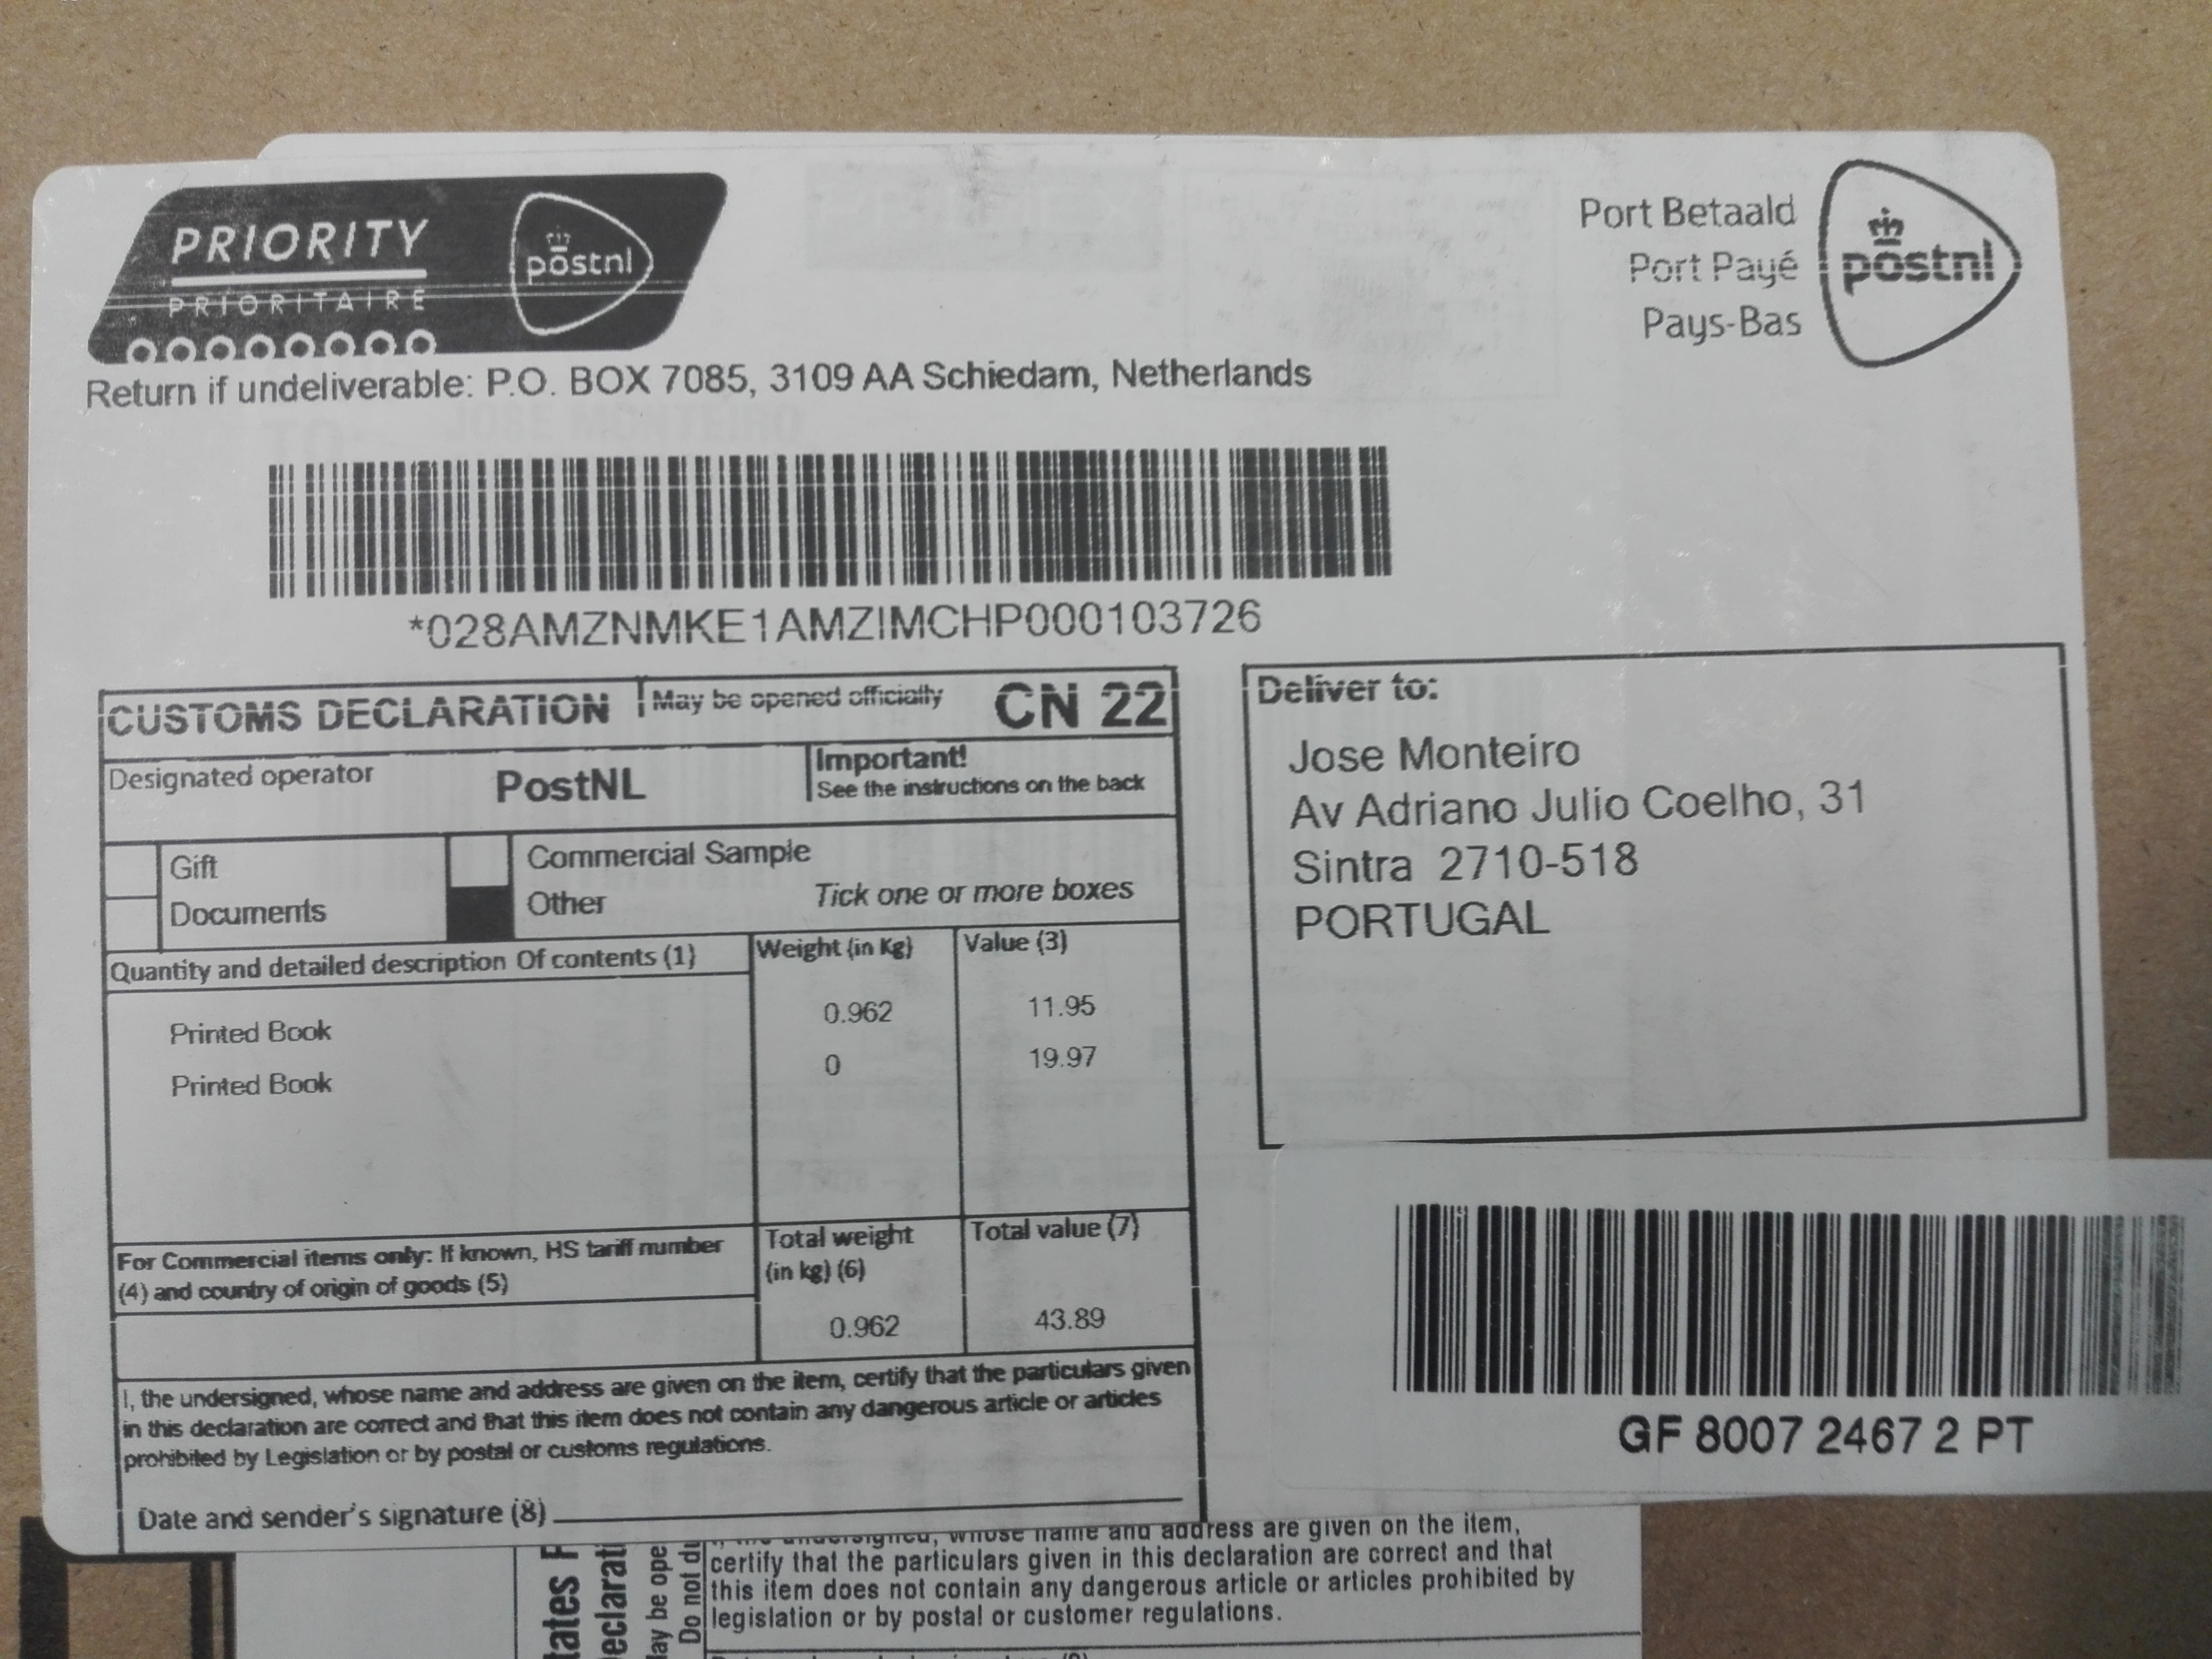 PRIORITY
PRIORITAIRE
postnl
Port Betaald
Port Payé
Pays-Bas
postnl
Return if undeliverable: P.O. BOX 7085, 3109 AA Schiedam, Netherlands
TO:
JOSE MONTEIRO
*028AMZNMKE1AMZIMCHP000103726
CUSTOMS DECLARATION May be opened officially CN 22
Designated operator PostNL
Important!
See the instructions on the back
Gift
Commercial Sample
Documents
Other Tick one or more boxes
Quantity and detailed description Of contents (1) Weight (in Kg) Value (3)
Printed Book 0.962 11.95
Printed Book 0 19.97
For Commercial items only: If known, HS tariff number
(4) and country of origin of goods (5)
Total weight
(in kg) (6)
Total value (7)
0.962 43.89
I, the undersigned, whose name and address are given on the item, certify that the particulars given
in this declaration are correct and that this item does not contain any dangerous article or articles
prohibited by Legislation or by postal or customs regulations.
Date and sender's signature (8)
Deliver to:
Jose Monteiro
Av Adriano Julio Coelho, 31
Sintra 2710-518
PORTUGAL
GF 8007 2467 2 PT
undersigned, whose name and address are given on the item,
certify that the particulars given in this declaration are correct and that
this item does not contain any dangerous article or articles prohibited by
legislation or by postal or customer regulations.
Do not